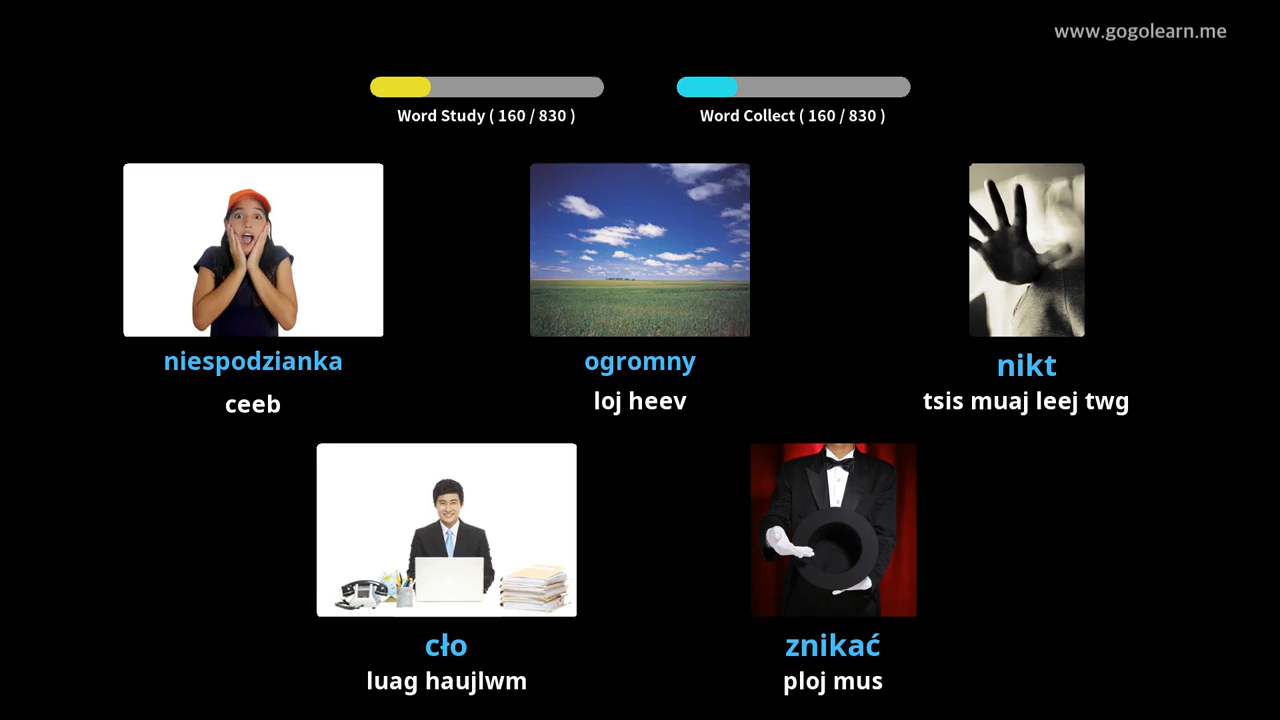 www.gogolearn.me
Word Study ( 160 / 830 )
Word Collect ( 160 / 830 )
niespodzianka
ceeb
ogromny
loj heev
nikt
tsis muaj leej twg
cło
luag haujlwm
znikać
ploj mus